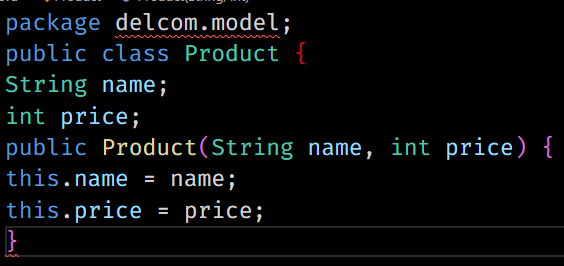 package delcom.model;
public class Product {
String name;
int price;
public Product(String name, int price) {
this.name = name;
this.price = price;
}